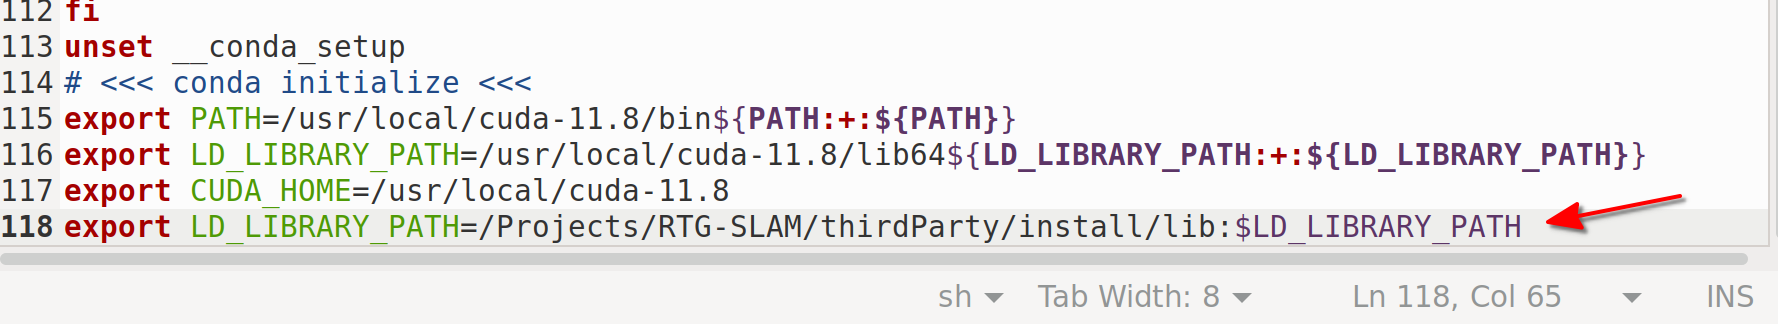 112 fi
113 unset __conda_setup
114 # <<< conda initialize <<<
115 export PATH=/usr/local/cuda-11.8/bin${PATH:+:${PATH}}
116 export LD_LIBRARY_PATH=/usr/local/cuda-11.8/lib64${LD_LIBRARY_PATH:+:${LD_LIBRARY_PATH}}
117 export CUDA_HOME=/usr/local/cuda-11.8
118 export LD_LIBRARY_PATH=/Projects/RTG-SLAM/thirdParty/install/lib:$LD_LIBRARY_PATH
sh Tab Width: 8 Ln 118, Col 65 INS